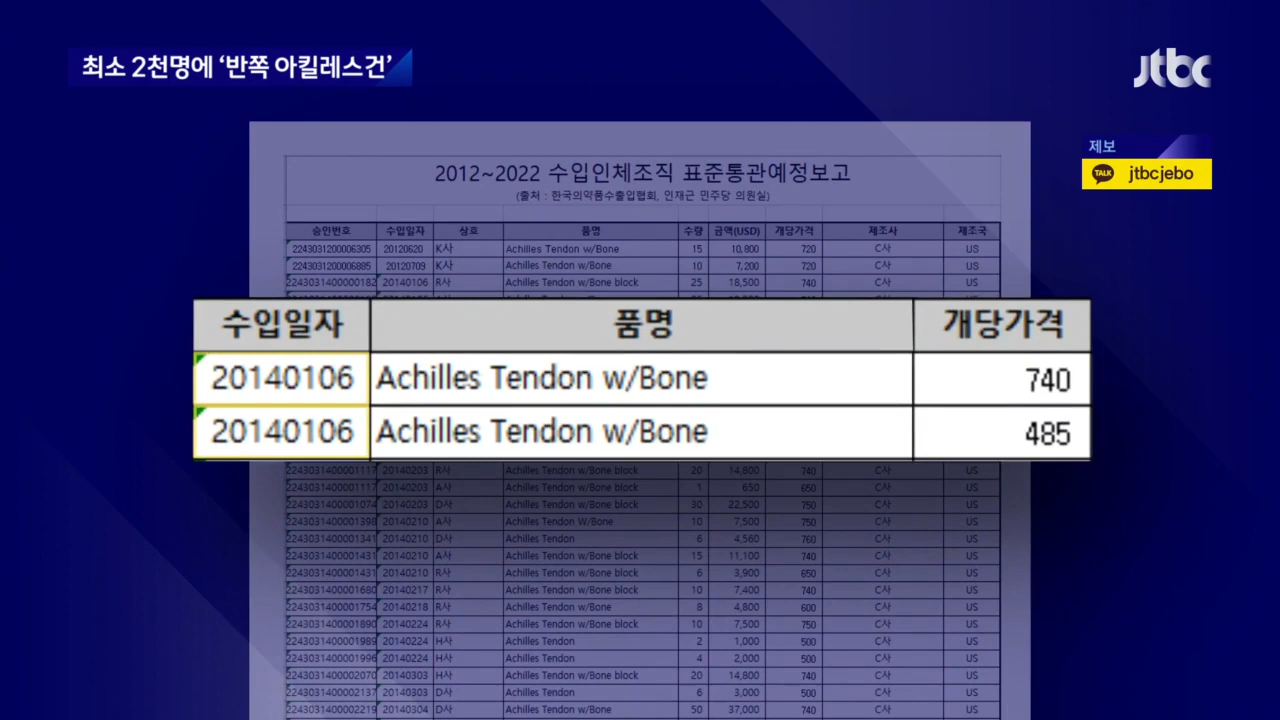 최소 2천명에 ‘반쪽 아킬레스건’
jtbc
제보
TALK jtbcjebo
2012~2022 수입인체조직 표준통관예정보고
(출처 : 한국의약품수출입협회, 인재근 민주당 의원실)
승인번호 수입일자 상호 품명 수량 금액(USD) 개당가격 제조사 제조국
2243031200006305 20120620 K사 Achilles Tendon w/Bone 15 10,800 720 C사 US
2243031200006885 20120709 K사 Achilles Tendon w/Bone 10 7,200 720 C사 US
2243031400000182 20140106 R사 Achilles Tendon w/Bone block 25 18,500 740 C사 US
수입일자 품명 개당가격
20140106 Achilles Tendon w/Bone 740
20140106 Achilles Tendon w/Bone 485
2243031400001117 20140203 R사 Achilles Tendon w/Bone block 20 14,800 740 C사 US
2243031400001117 20140203 A사 Achilles Tendon w/Bone block 1 650 650 C사 US
2243031400001074 20140203 D사 Achilles Tendon w/Bone block 30 22,500 750 C사 US
2243031400001398 20140210 A사 Achilles Tendon W/Bone 10 7,500 750 C사 US
2243031400001341 20140210 D사 Achilles Tendon 6 4,560 760 C사 US
2243031400001431 20140210 A사 Achilles Tendon w/Bone block 15 11,100 740 C사 US
2243031400001431 20140210 R사 Achilles Tendon w/Bone block 6 3,900 650 C사 US
2243031400001680 20140217 R사 Achilles Tendon w/Bone block 10 7,400 740 C사 US
2243031400001754 20140218 R사 Achilles Tendon w/Bone 8 4,800 600 C사 US
2243031400001890 20140224 R사 Achilles Tendon w/Bone block 10 7,500 750 C사 US
2243031400001989 20140224 H사 Achilles Tendon 2 1,000 500 C사 US
2243031400001996 20140224 H사 Achilles Tendon 4 2,000 500 C사 US
2243031400002070 20140303 H사 Achilles Tendon w/Bone block 20 14,800 740 C사 US
2243031400002137 20140303 D사 Achilles Tendon 6 3,000 500 C사 US
2243031400002219 20140304 D사 Achilles Tendon w/Bone 50 37,000 740 C사 US